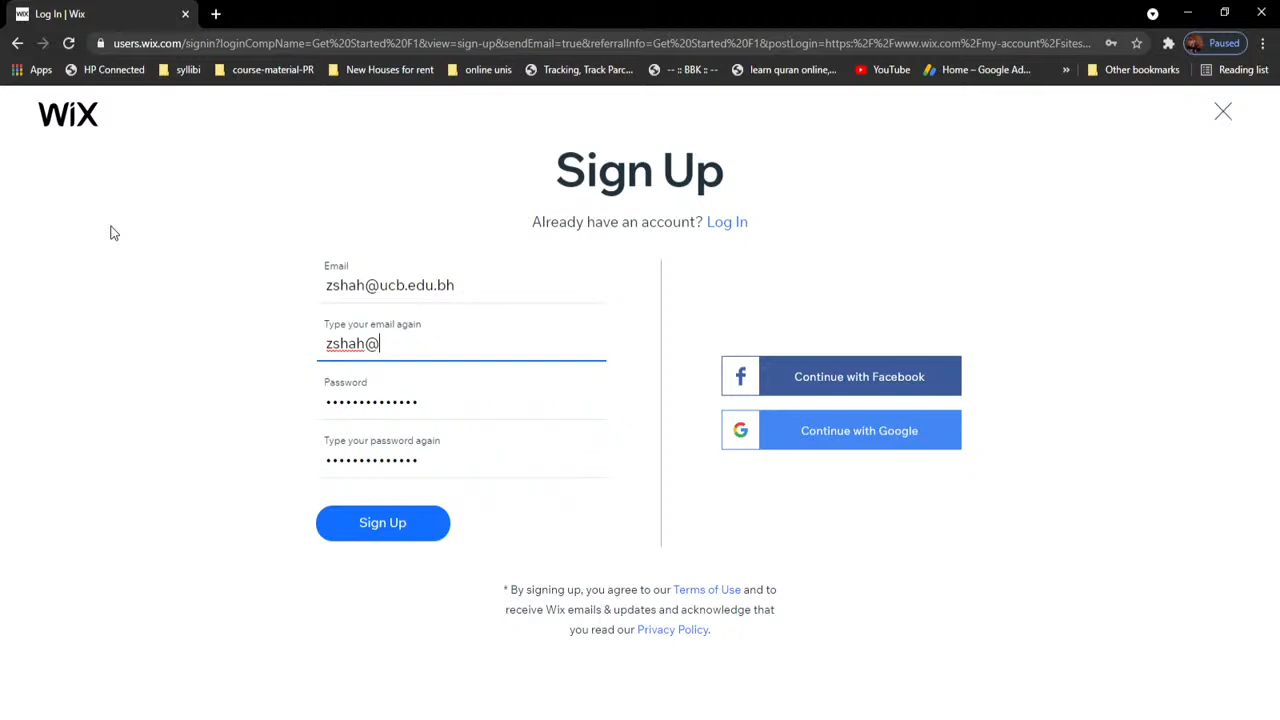 Log In | Wix
users.wix.com/signin?loginCompName=Get%20Started%20F1&view=sign-up&sendEmail=true&referralInfo=Get%20Started%20F1&postLogin=https:%2F%2Fwww.wix.com%2Fmy-account%2Fsites...
Paused
Apps HP Connected syllibi course-material-PR New Houses for rent online unis Tracking, Track Parc... -- :: BBK :: -- learn quran online,... YouTube Home – Google Ad... » Other bookmarks Reading list
WiX
Sign Up
Already have an account? Log In
Email
zshah@ucb.edu.bh
Type your email again
zshah@
Password
••••••••••••••
Type your password again
••••••••••••••
Sign Up
Continue with Facebook
Continue with Google
* By signing up, you agree to our Terms of Use and to
receive Wix emails & updates and acknowledge that
you read our Privacy Policy.